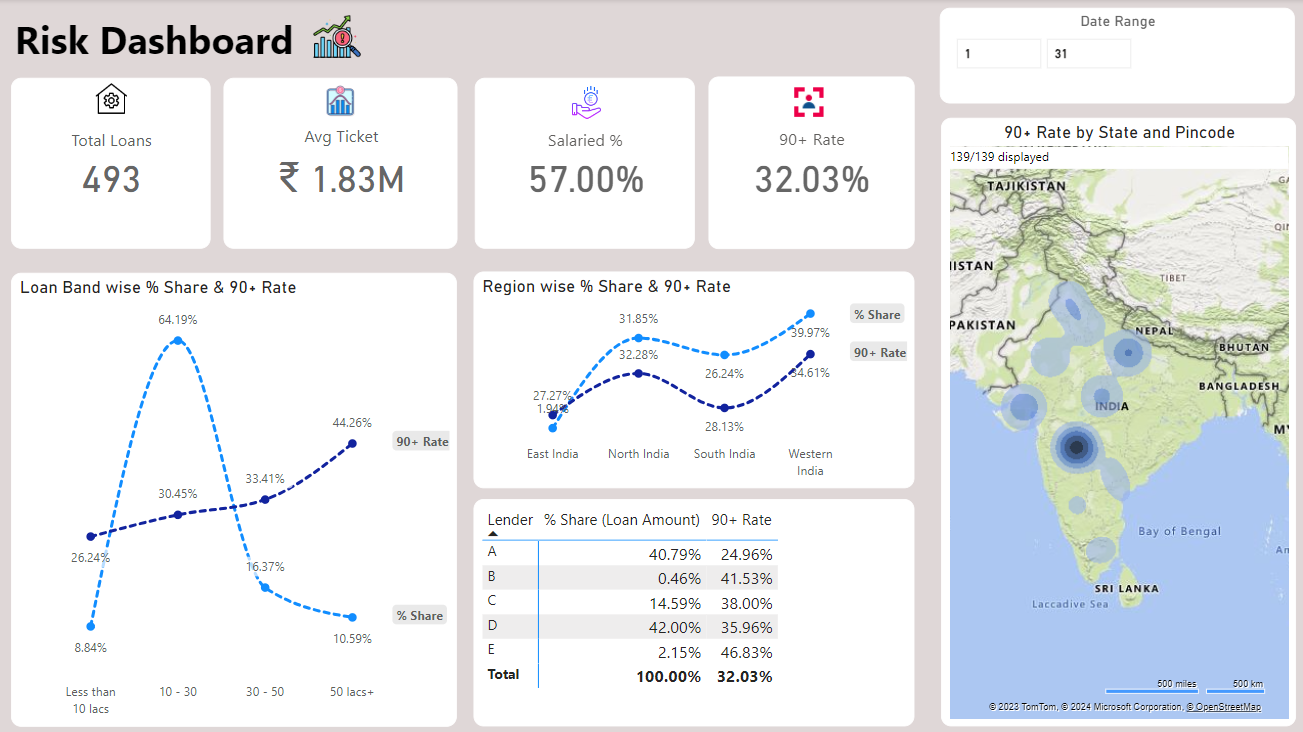 Risk Dashboard
Date Range
1 31
Total Loans
493
Avg Ticket
₹ 1.83M
Salaried %
57.00%
90+ Rate
32.03%
Loan Band wise % Share & 90+ Rate
64.19%
44.26%
90+ Rate
33.41%
30.45%
26.24%
16.37%
% Share
10.59%
8.84%
Less than
10 lacs
10 - 30
30 - 50
50 lacs+
Region wise % Share & 90+ Rate
% Share
31.85%
39.97%
90+ Rate
32.28%
26.24%
34.61%
27.27%
1.94%
28.13%
East India
North India
South India
Western
India
Lender % Share (Loan Amount) 90+ Rate
A 40.79% 24.96%
B 0.46% 41.53%
C 14.59% 38.00%
D 42.00% 35.96%
E 2.15% 46.83%
Total 100.00% 32.03%
90+ Rate by State and Pincode
139/139 displayed
TAJIKISTAN
ISTAN
TIBET
PAKISTAN
NEPAL
BHUTAN
BANGLADESH
INDIA
Bay of Bengal
SRI LANKA
Laccadive Sea
500 miles 500 km
© 2023 TomTom, © 2024 Microsoft Corporation, © OpenStreetMap